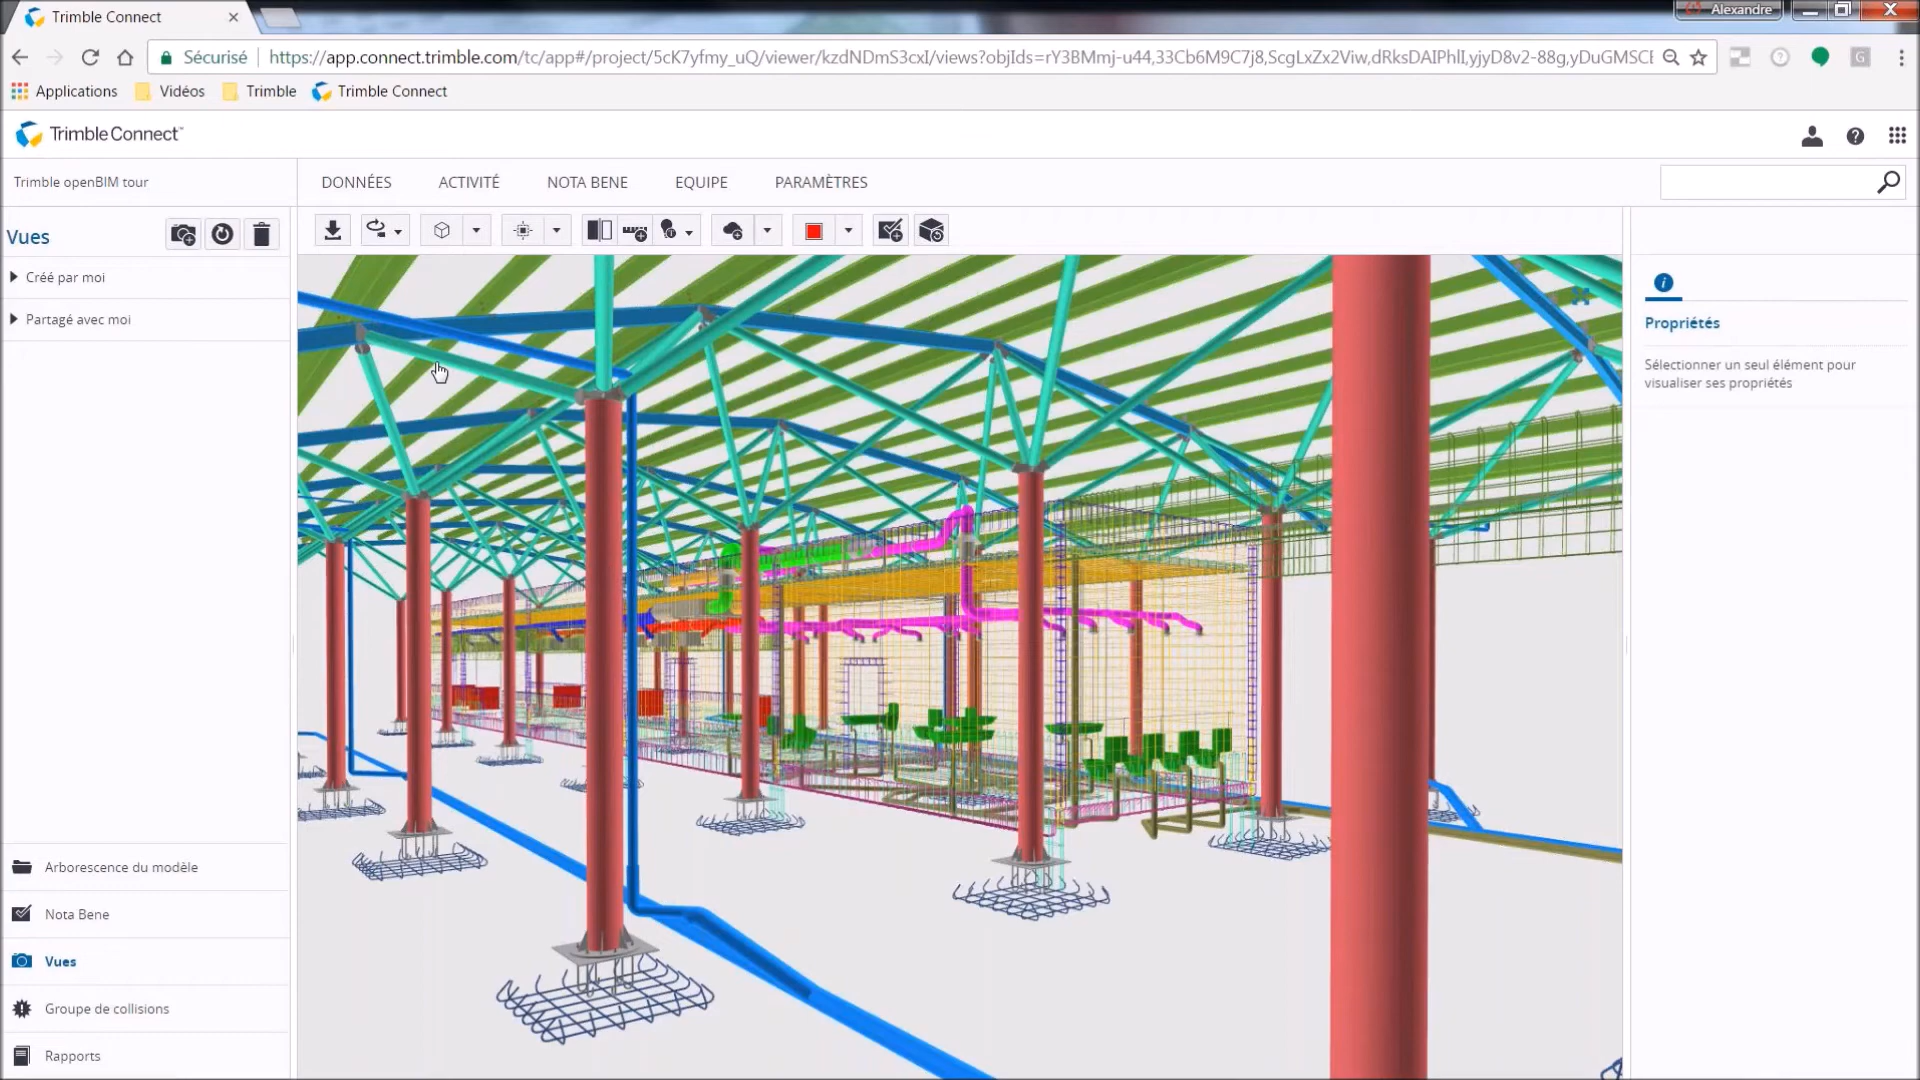 Trimble Connect
Alexandre
Sécurisé
https://app.connect.trimble.com/tc/app#/project/5cK7yfmy_uQ/viewer/kzdNDmS3cxI/views?objIds=rY3BMmj-u44,33Cb6M9C7j8,ScgLxZx2Viw,dRksDAIPhlI,yjyD8v2-88g,yDuGMSCE
Applications
Vidéos
Trimble
Trimble Connect
Trimble Connect™
Trimble openBIM tour
DONNÉES
ACTIVITÉ
NOTA BENE
EQUIPE
PARAMÈTRES
Vues
Créé par moi
Partagé avec moi
Propriétés
Sélectionner un seul élément pour
visualiser ses propriétés
Arborescence du modèle
Nota Bene
Vues
Groupe de collisions
Rapports